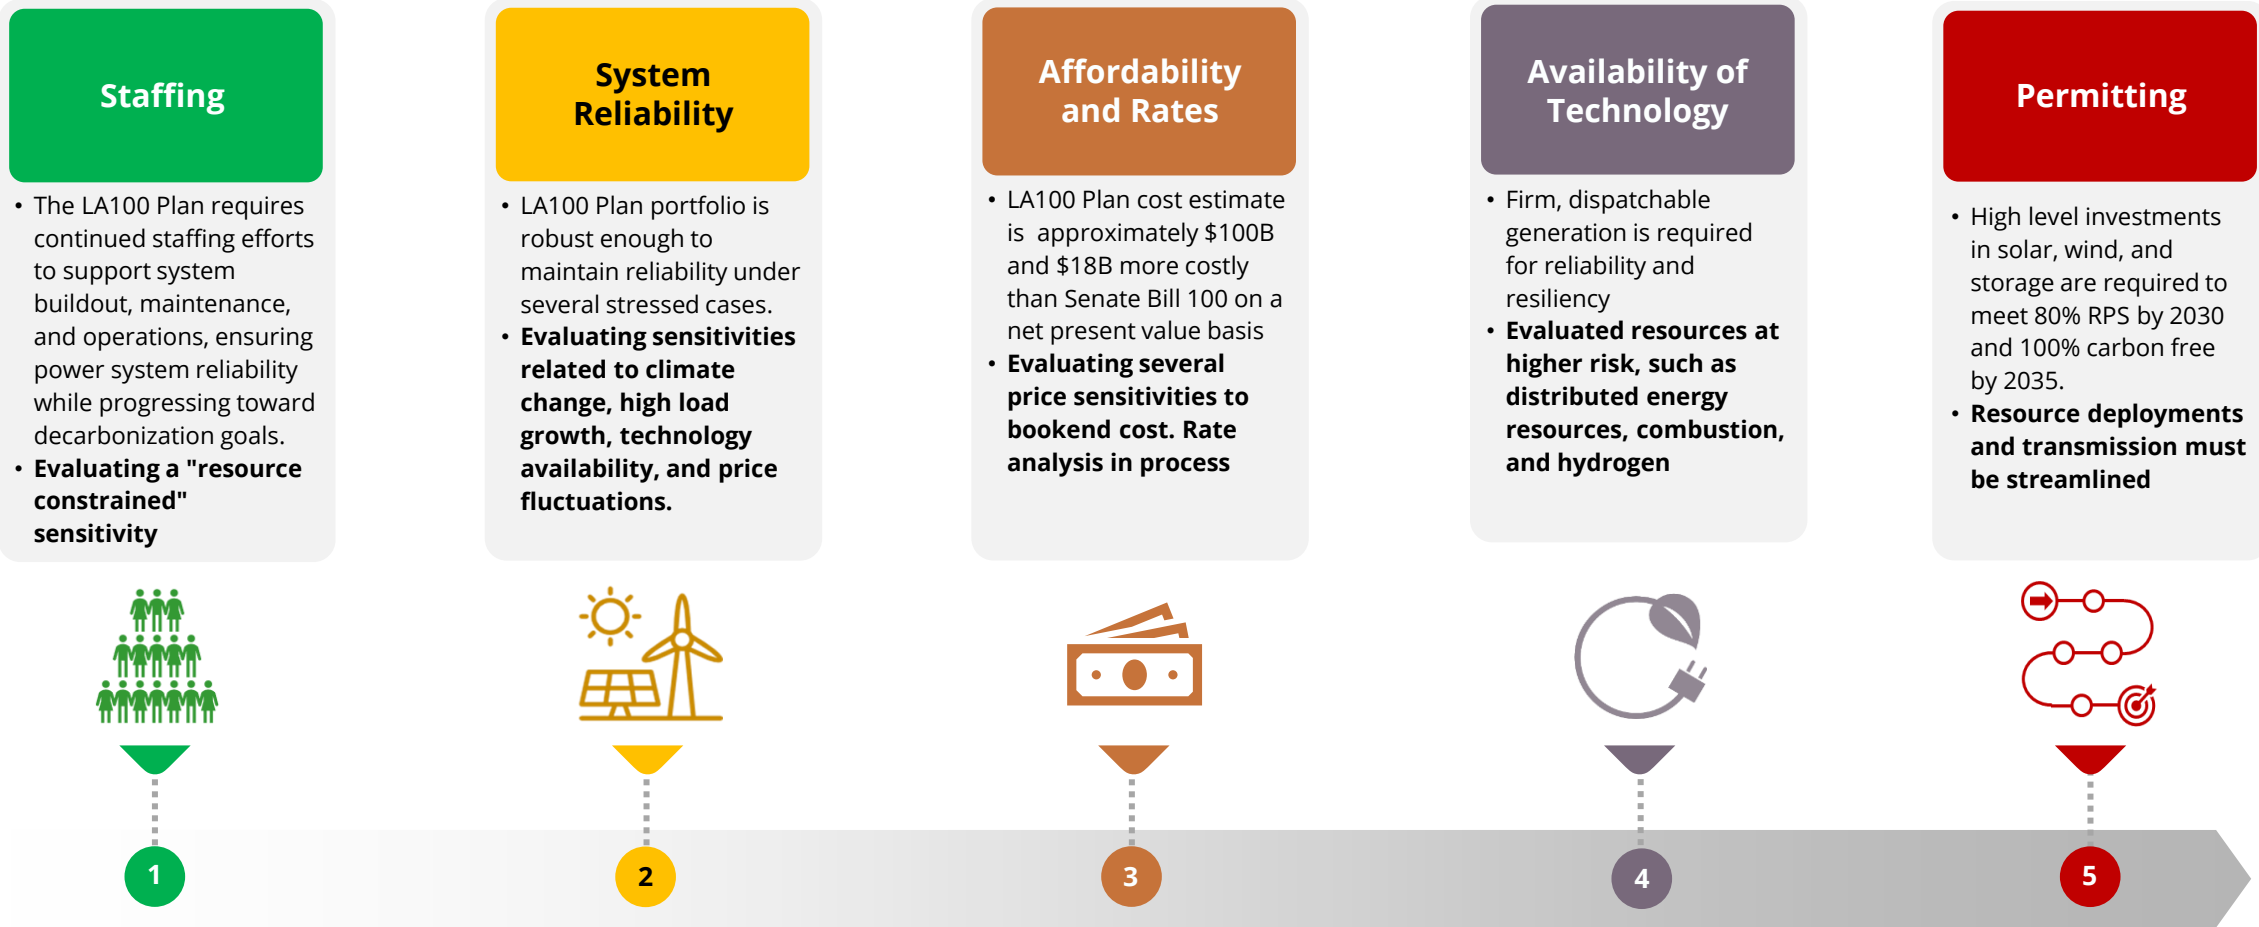 Staffing
• The LA100 Plan requires
continued staffing efforts
to support system
buildout, maintenance,
and operations, ensuring
power system reliability
while progressing toward
decarbonization goals.
• Evaluating a "resource
constrained"
sensitivity
System
Reliability
• LA100 Plan portfolio is
robust enough to
maintain reliability under
several stressed cases.
• Evaluating sensitivities
related to climate
change, high load
growth, technology
availability, and price
fluctuations.
Affordability
and Rates
• LA100 Plan cost estimate
is approximately $100B
and $18B more costly
than Senate Bill 100 on a
net present value basis
• Evaluating several
price sensitivities to
bookend cost. Rate
analysis in process
Availability of
Technology
• Firm, dispatchable
generation is required
for reliability and
resiliency
• Evaluated resources at
higher risk, such as
distributed energy
resources, combustion,
and hydrogen
Permitting
• High level investments
in solar, wind, and
storage are required to
meet 80% RPS by 2030
and 100% carbon free
by 2035.
• Resource deployments
and transmission must
be streamlined
1
2
3
4
5